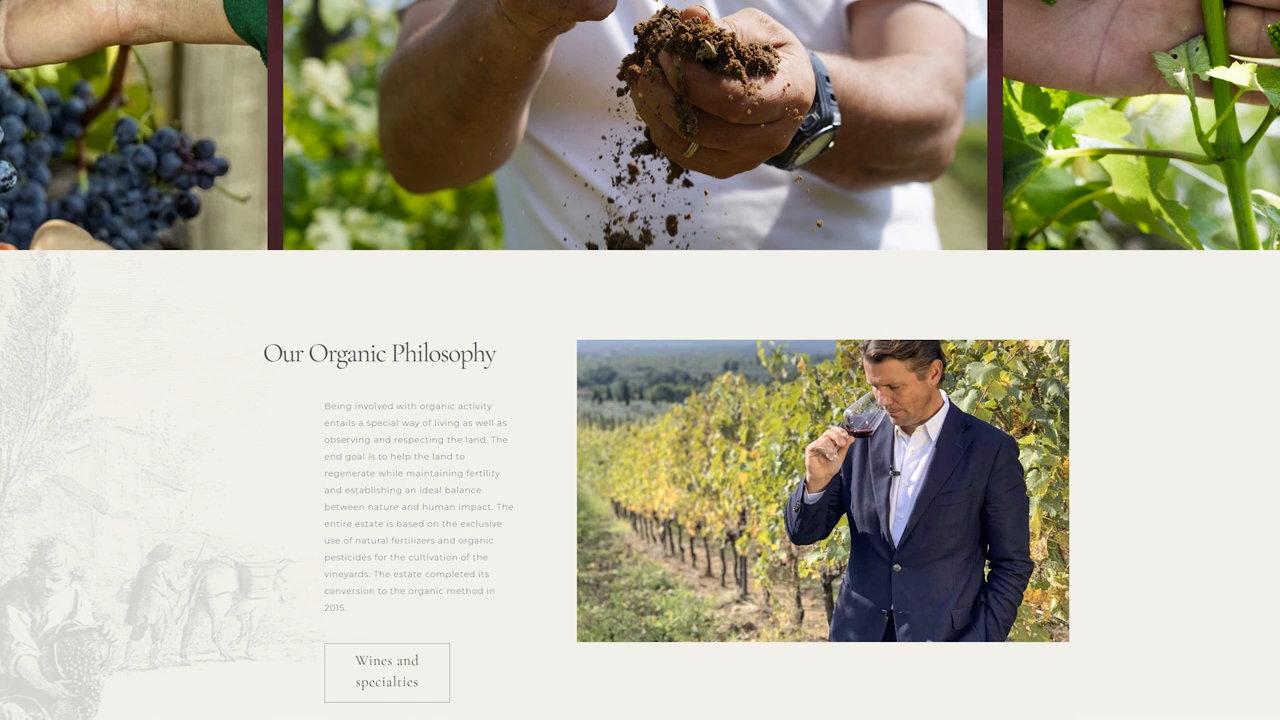 Our Organic Philosophy
Being involved with organic activity
entails a special way of living as well as
observing and respecting the land. The
end goal is to help the land to
regenerate while maintaining fertility
and establishing an ideal balance
between nature and human impact. The
entire estate is based on the exclusive
use of natural fertilizers and organic
pesticides for the cultivation of the
vineyards. The estate completed its
conversion to the organic method in
2015.
Wines and
specialties